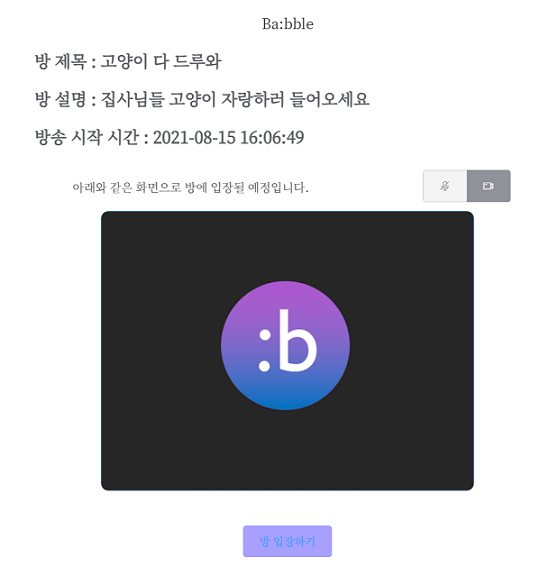 Ba:bble
방 제목 : 고양이 다 드루와
방 설명 : 집사님들 고양이 자랑하러 들어오세요
방송 시작 시간 : 2021-08-15 16:06:49
아래와 같은 화면으로 방에 입장될 예정입니다.
:b
방 입장하기